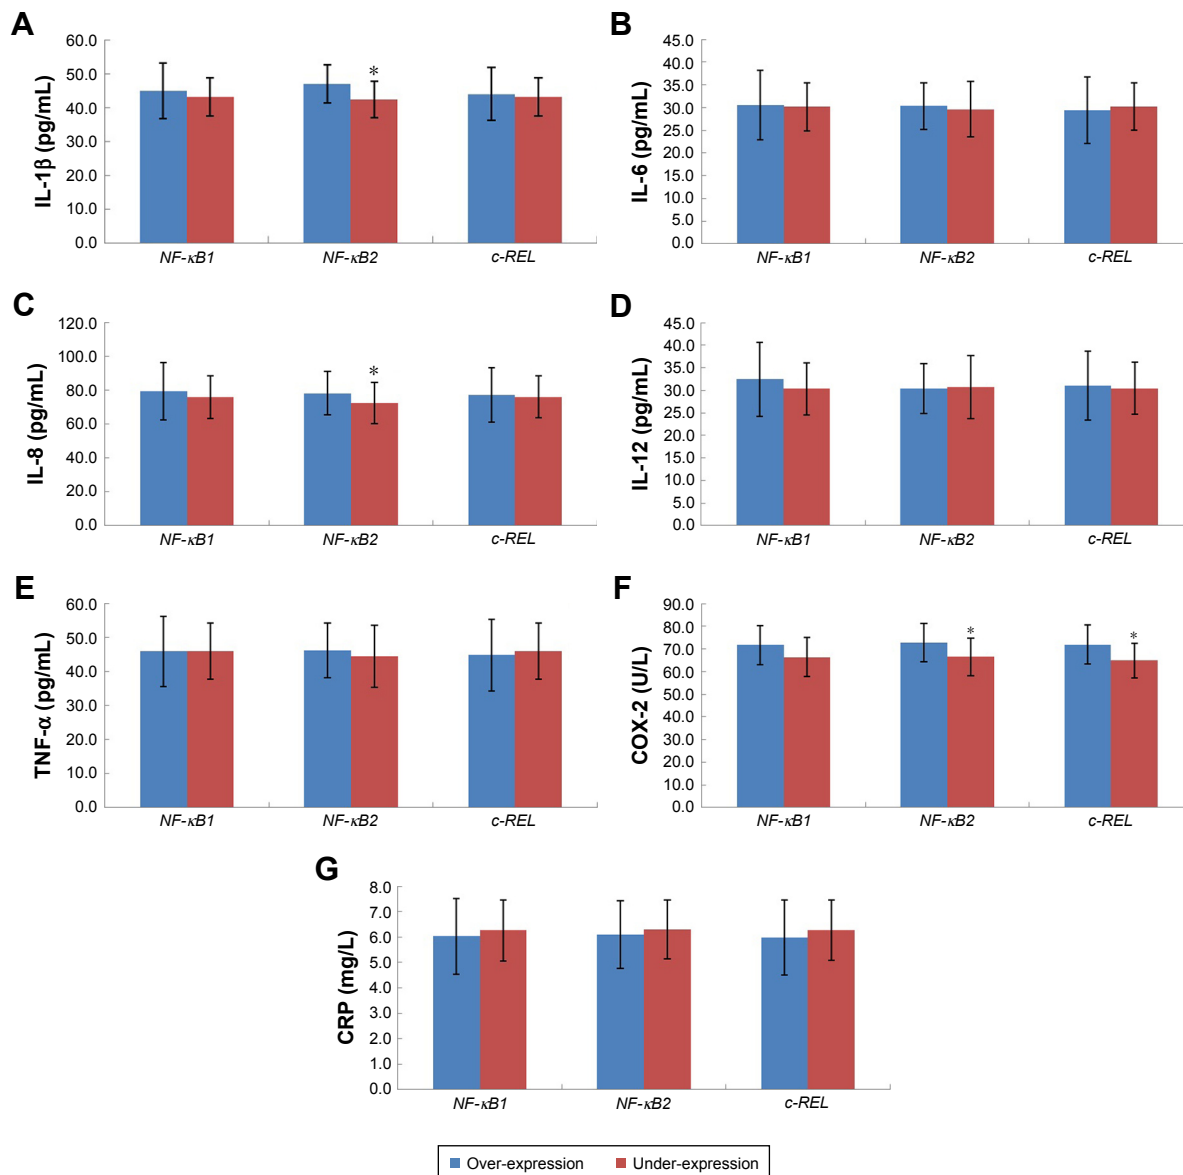 A
IL-1β (pg/mL)
60.0
50.0
40.0
30.0
20.0
10.0
0.0
*
NF-κB1 NF-κB2 c-REL
B
IL-6 (pg/mL)
45.0
40.0
35.0
30.0
25.0
20.0
15.0
10.0
5.0
0.0
NF-κB1 NF-κB2 c-REL
C
IL-8 (pg/mL)
120.0
100.0
80.0
60.0
40.0
20.0
0.0
*
NF-κB1 NF-κB2 c-REL
D
IL-12 (pg/mL)
45.0
40.0
35.0
30.0
25.0
20.0
15.0
10.0
5.0
0.0
NF-κB1 NF-κB2 c-REL
E
TNF-α (pg/mL)
60.0
50.0
40.0
30.0
20.0
10.0
0.0
NF-κB1 NF-κB2 c-REL
F
COX-2 (U/L)
90.0
80.0
70.0
60.0
50.0
40.0
30.0
20.0
10.0
0.0
* *
NF-κB1 NF-κB2 c-REL
G
CRP (mg/L)
8.0
7.0
6.0
5.0
4.0
3.0
2.0
1.0
0.0
NF-κB1 NF-κB2 c-REL
Over-expression Under-expression